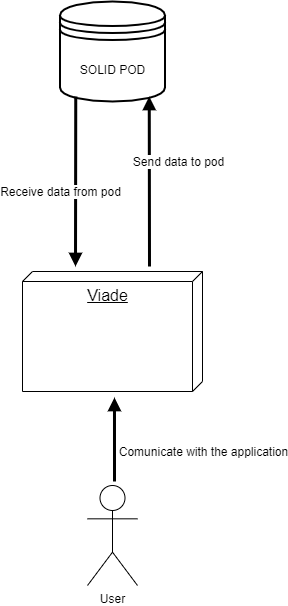 SOLID POD
Send data to pod
Receive data from pod
Viade
Comunicate with the application
User